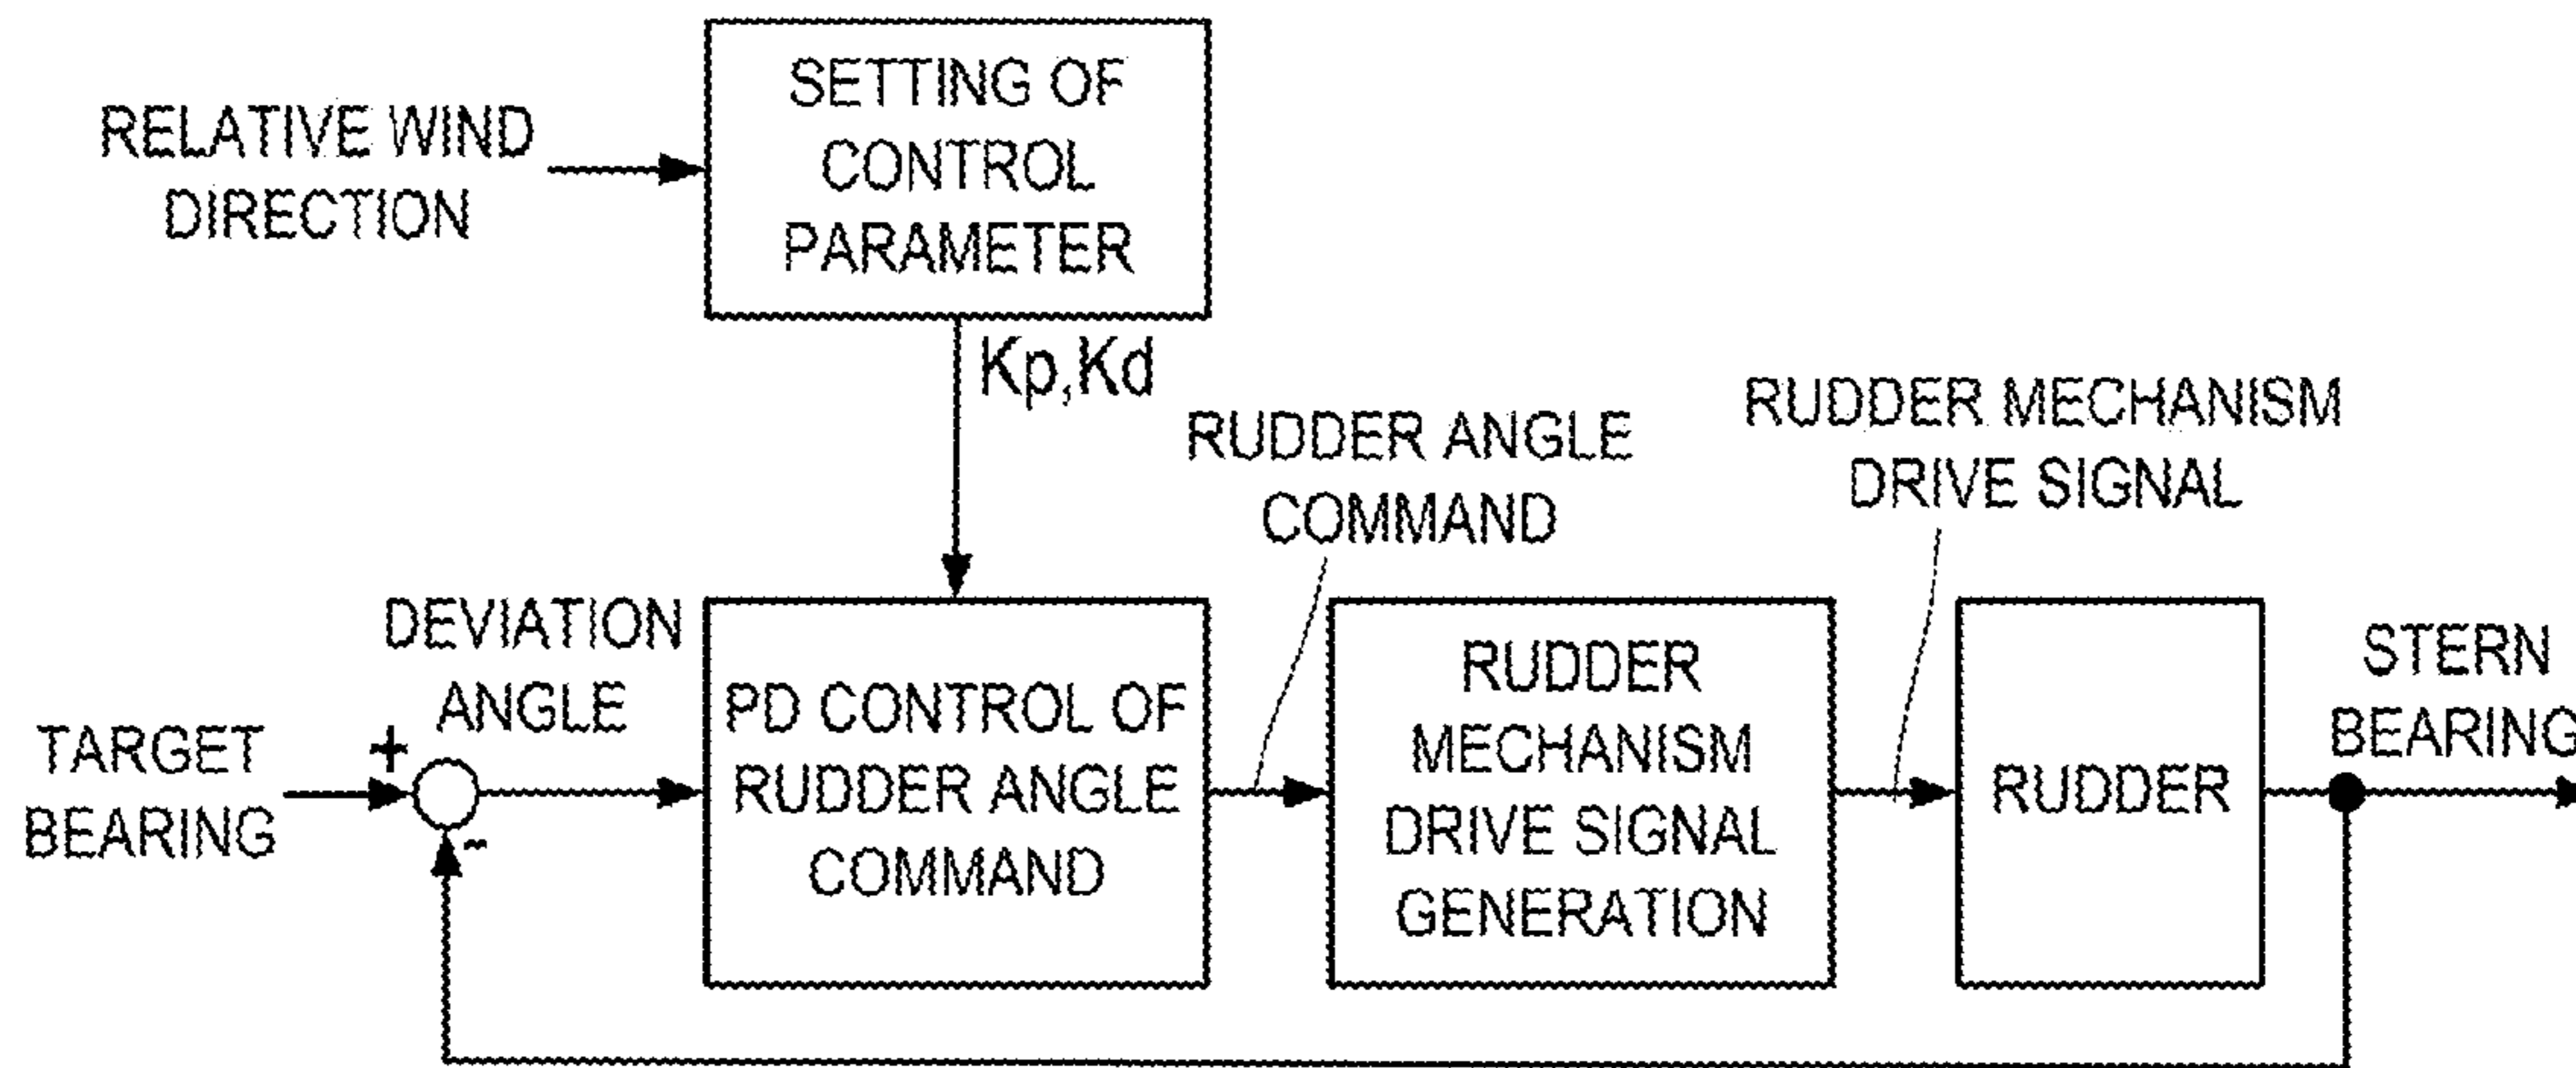 SETTING OF
CONTROL
PARAMETER
RELATIVE WIND
DIRECTION
Kp,Kd
RUDDER ANGLE
COMMAND
RUDDER MECHANISM
DRIVE SIGNAL
DEVIATION
ANGLE
TARGET
BEARING
+
-
PD CONTROL OF
RUDDER ANGLE
COMMAND
RUDDER
MECHANISM
DRIVE SIGNAL
GENERATION
RUDDER
STERN
BEARING